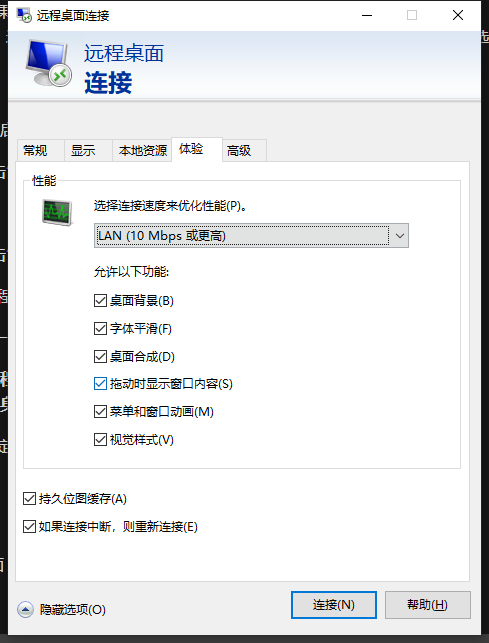 远程桌面连接
远程桌面
连接
常规 显示 本地资源 体验 高级
性能
选择连接速度来优化性能(P)。
LAN (10 Mbps 或更高)
允许以下功能:
桌面背景(B)
字体平滑(F)
桌面合成(D)
拖动时显示窗口内容(S)
菜单和窗口动画(M)
视觉样式(V)
持久位图缓存(A)
如果连接中断，则重新连接(E)
隐藏选项(O) 连接(N) 帮助(H)